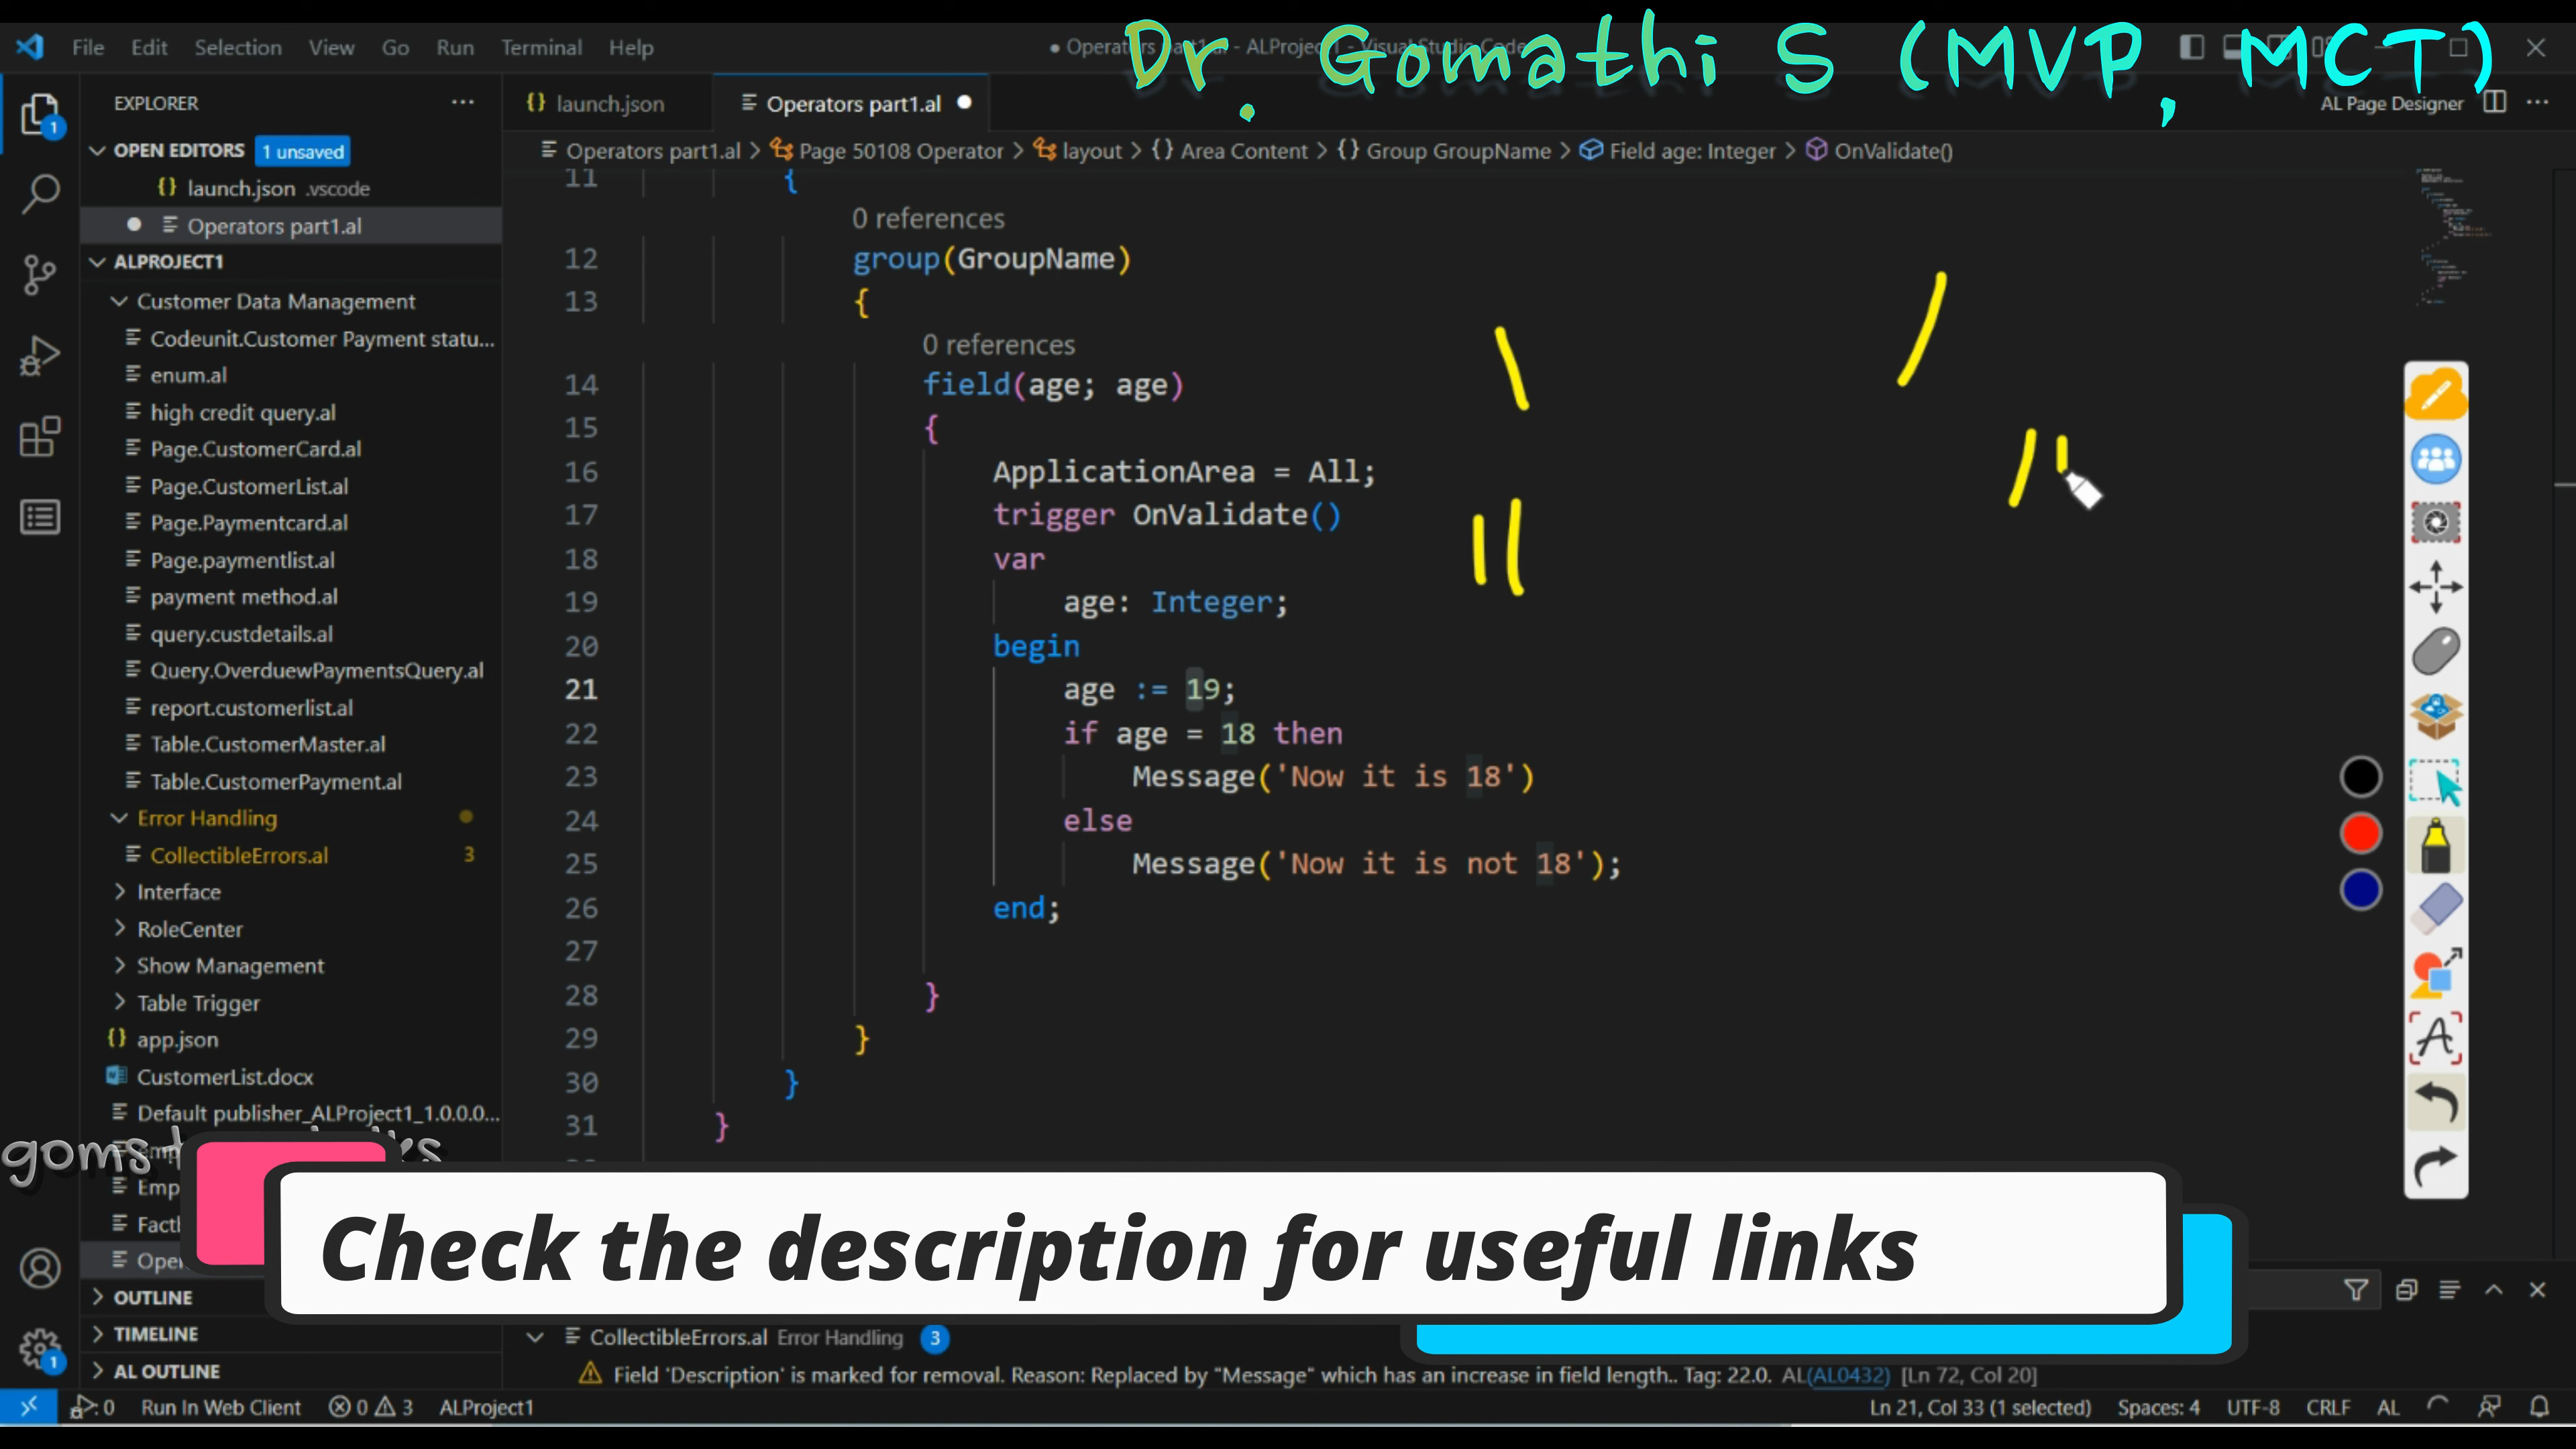 Dr. Gomathi S (MVP, MCT)
File Edit Selection View Go Run Terminal Help
EXPLORER
OPEN EDITORS 1 unsaved
launch.json .vscode
Operators part1.al
ALPROJECT1
Customer Data Management
Codeunit.Customer Payment statu...
enum.al
high credit query.al
Page.CustomerCard.al
Page.CustomerList.al
Page.Paymentcard.al
Page.paymentlist.al
payment method.al
query.custdetails.al
Query.OverduewPaymentsQuery.al
report.customerlist.al
Table.CustomerMaster.al
Table.CustomerPayment.al
Error Handling
CollectibleErrors.al 3
Interface
RoleCenter
Show Management
Table Trigger
app.json
CustomerList.docx
Default publisher_ALProject1_1.0.0.0...
goms
Emp
OUTLINE
TIMELINE
AL OUTLINE
launch.json Operators part1.al
AL Page Designer
Operators part1.al > Page 50108 Operator > layout > {} Area Content > {} Group GroupName > Field age: Integer > OnValidate()
11 {
0 references
12 group(GroupName)
13 {
0 references
14 field(age; age)
15 {
16 ApplicationArea = All;
17 trigger OnValidate()
18 var
19 age: Integer;
20 begin
21 age := 19;
22 if age = 18 then
23 Message('Now it is 18')
24 else
25 Message('Now it is not 18');
26 end;
27
28 }
29 }
30 }
31 }
Check the description for useful links
CollectibleErrors.al Error Handling 3
Field 'Description' is marked for removal. Reason: Replaced by "Message" which has an increase in field length.. Tag: 22.0. AL(AL0432) [Ln 72, Col 20]
0 Run In Web Client 0 3 ALProject1
Ln 21, Col 33 (1 selected) Spaces: 4 UTF-8 CRLF AL